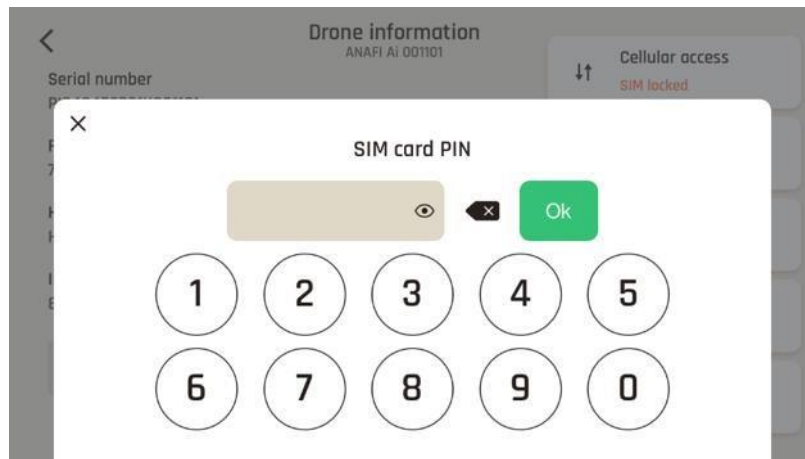 Drone information
ANAFI Ai 001101
Serial number
Cellular access
SIM locked
SIM card PIN
Ok
1 2 3 4 5
6 7 8 9 0